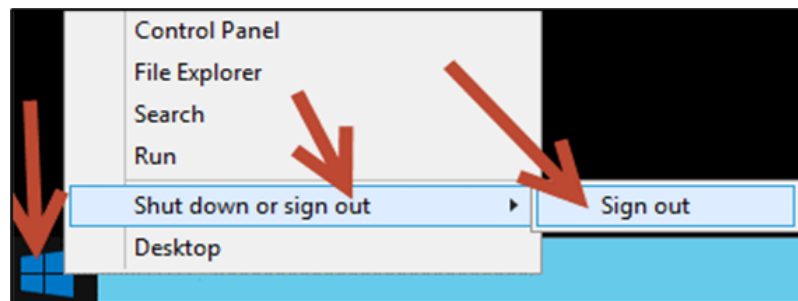 Control Panel
File Explorer
Search
Run
Shut down or sign out
Sign out
Desktop